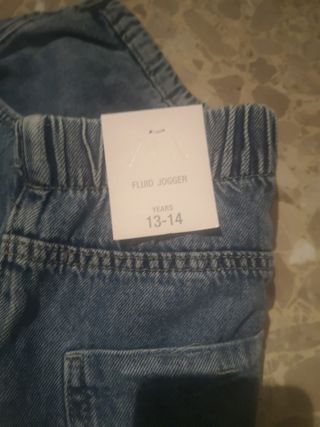 FLUID JOGGER
YEARS
13-14